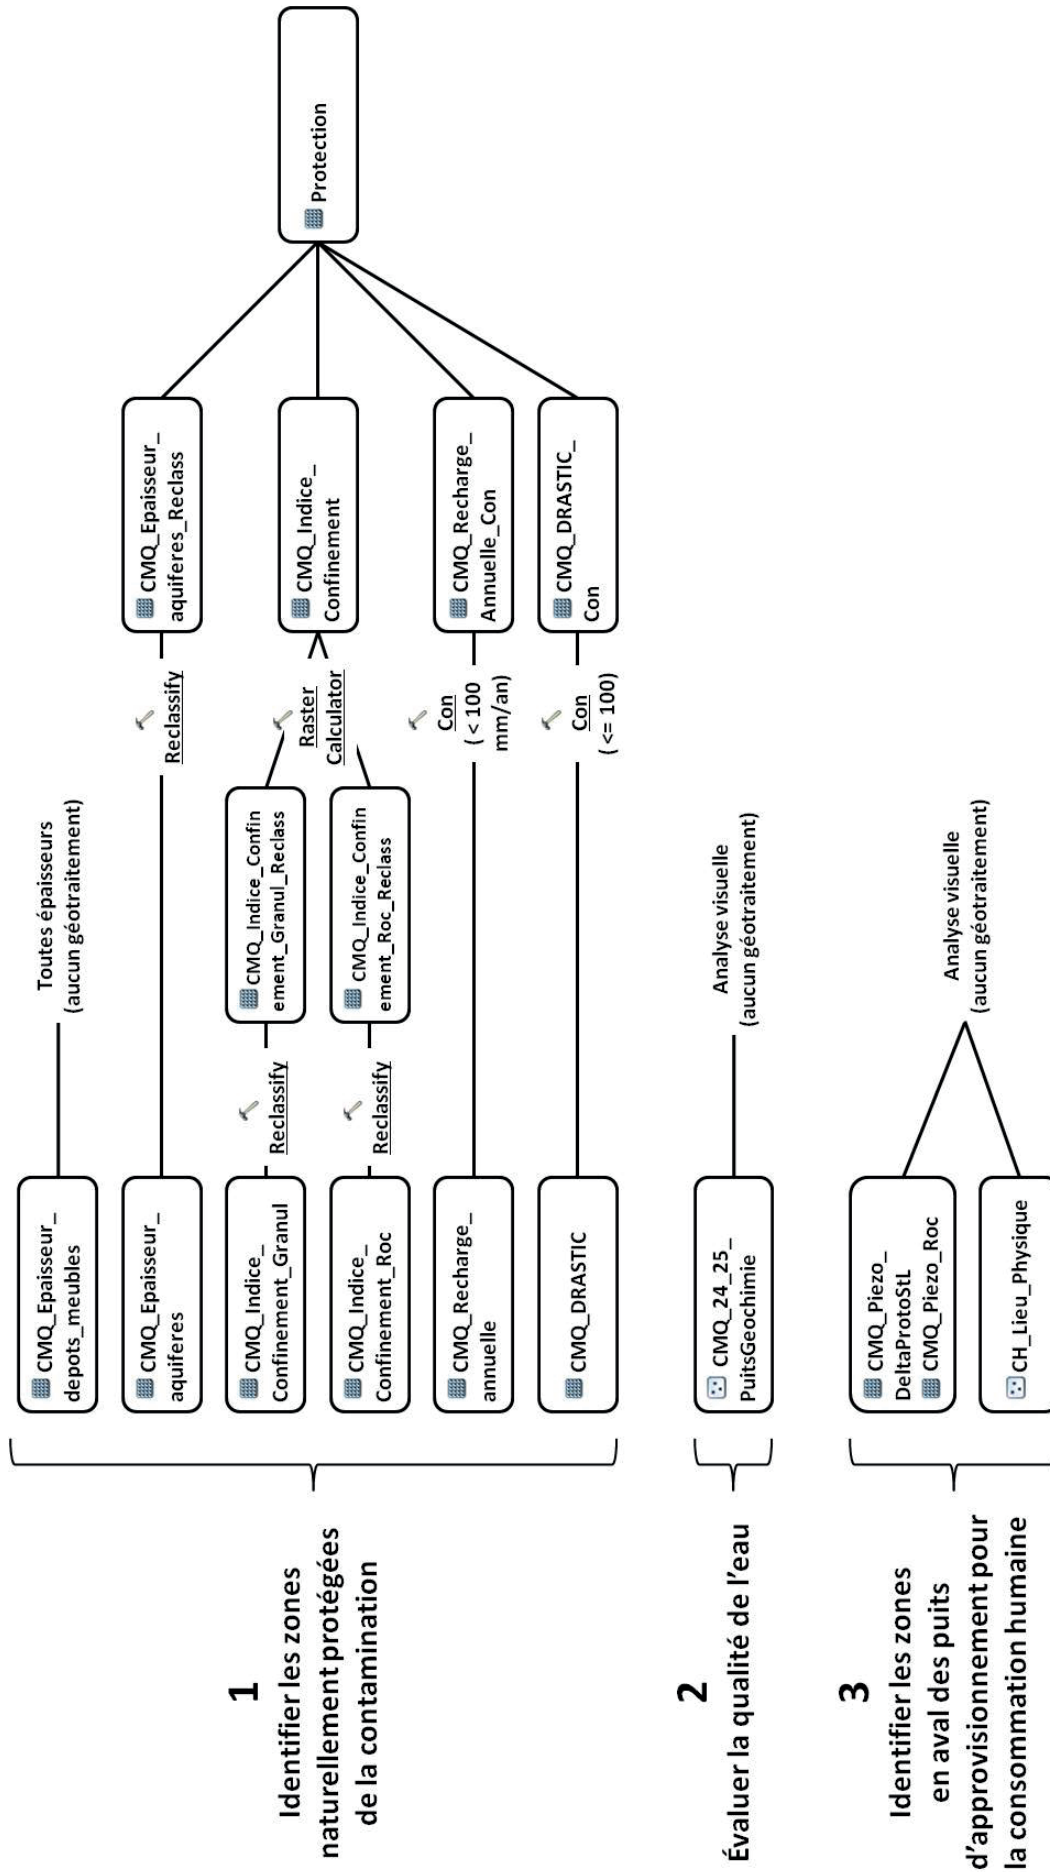 1
Identifier les zones
naturellement protégées
de la contamination
CMQ_Epaisseur_
depots_meubles
Toutes épaisseurs
(aucun géotraitement)
CMQ_Epaisseur_
aquiferes
Reclassify
CMQ_Epaisseur_
aquiferes_Reclass
CMQ_Indice_
Confinement_Granul
Reclassify
CMQ_Indice_Confin
ement_Granul_Reclass
CMQ_Indice_
Confinement_Roc
Reclassify
CMQ_Indice_Confin
ement_Roc_Reclass
Raster
Calculator
CMQ_Indice_
Confinement
CMQ_Recharge_
annuelle
Con
( < 100
mm/an)
CMQ_Recharge_
Annuelle_Con
CMQ_DRASTIC
Con
( <= 100)
CMQ_DRASTIC_
Con
Protection
2
Évaluer la qualité de l'eau
CMQ_24_25_
PuitsGeochimie
Analyse visuelle
(aucun géotraitement)
3
Identifier les zones
en aval des puits
d'approvisionnement pour
la consommation humaine
CMQ_Piezo_
DeltaProtoStL
CMQ_Piezo_Roc
CH_Lieu_Physique
Analyse visuelle
(aucun géotraitement)